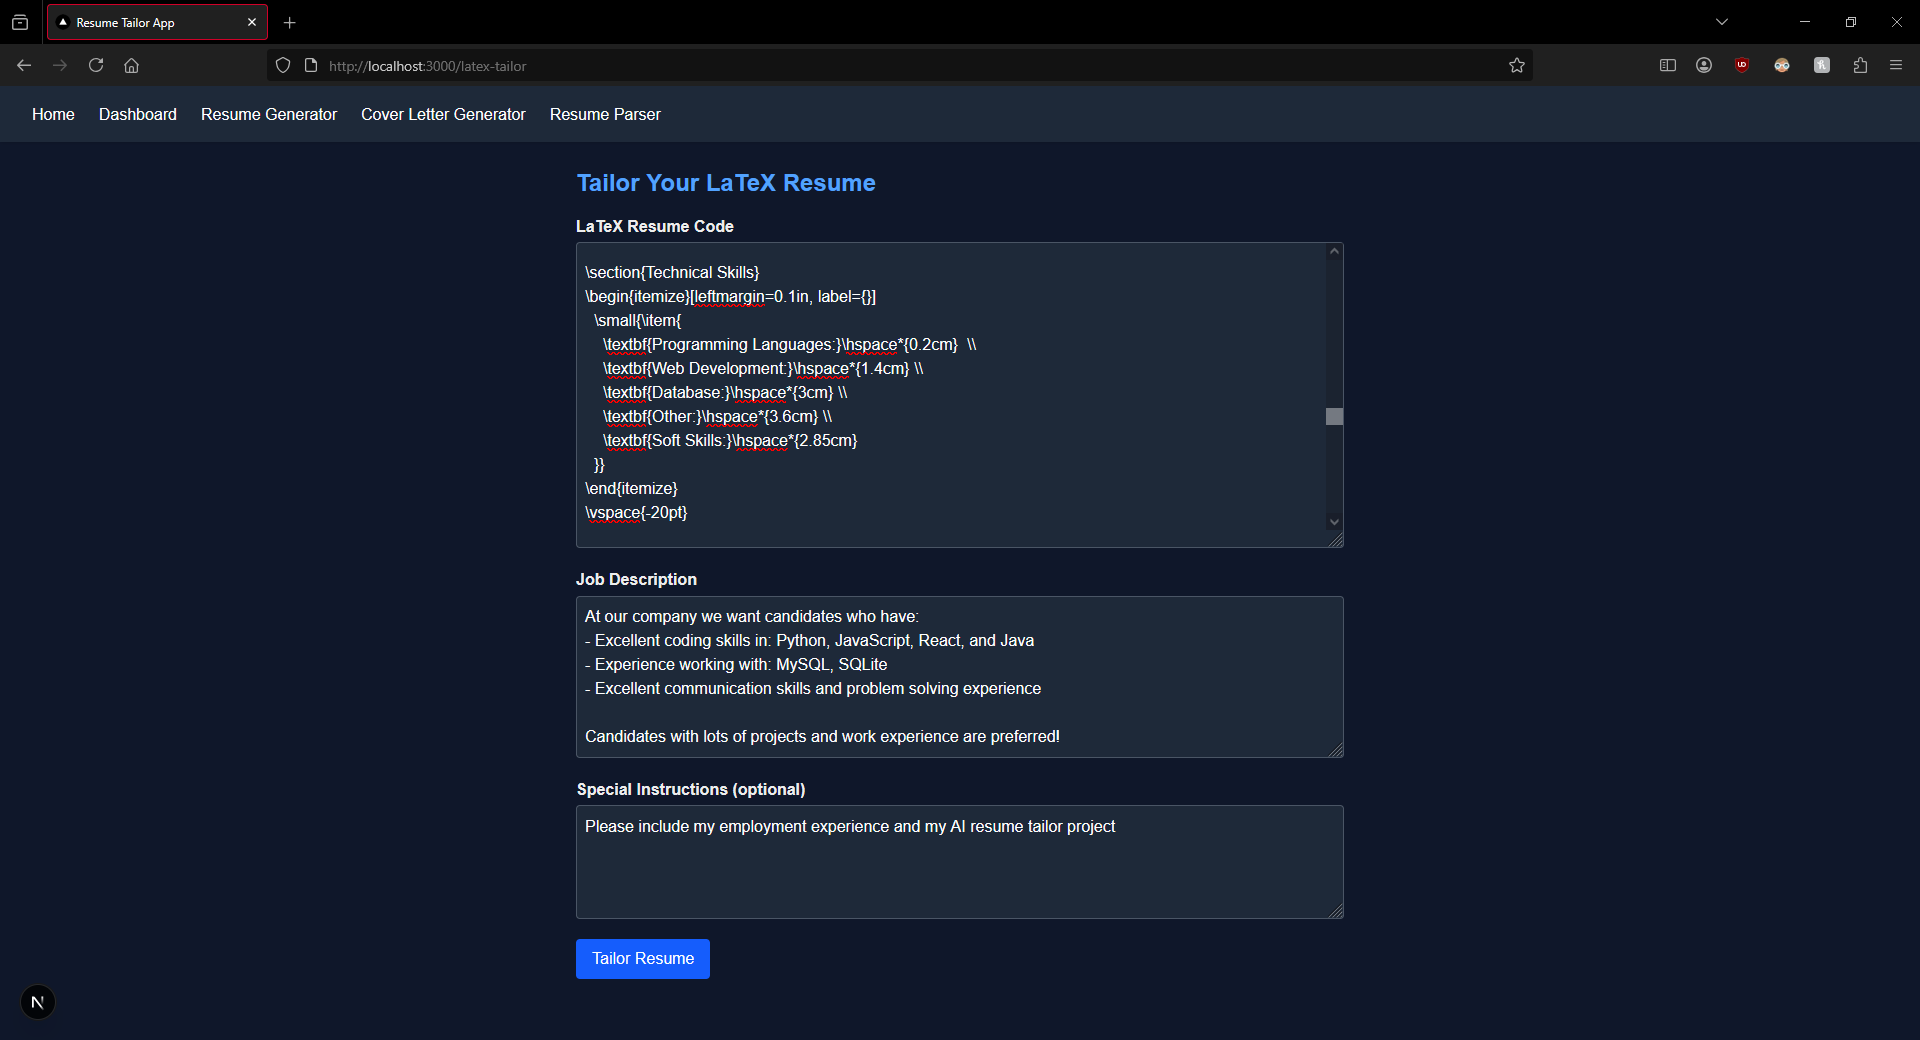 Resume Tailor App
http://localhost:3000/latex-tailor
Home Dashboard Resume Generator Cover Letter Generator Resume Parser
Tailor Your LaTeX Resume
LaTeX Resume Code
\section{Technical Skills}
\begin{itemize}[leftmargin=0.1in, label={}]
\small{\item{
\textbf{Programming Languages:}\hspace*{0.2cm}  \\
\textbf{Web Development:}\hspace*{1.4cm} \\
\textbf{Database:}\hspace*{3cm} \\
\textbf{Other:}\hspace*{3.6cm} \\
\textbf{Soft Skills:}\hspace*{2.85cm}
}}
\end{itemize}
\vspace{-20pt}
Job Description
At our company we want candidates who have:
- Excellent coding skills in: Python, JavaScript, React, and Java
- Experience working with: MySQL, SQLite
- Excellent communication skills and problem solving experience
Candidates with lots of projects and work experience are preferred!
Special Instructions (optional)
Please include my employment experience and my AI resume tailor project
Tailor Resume
N